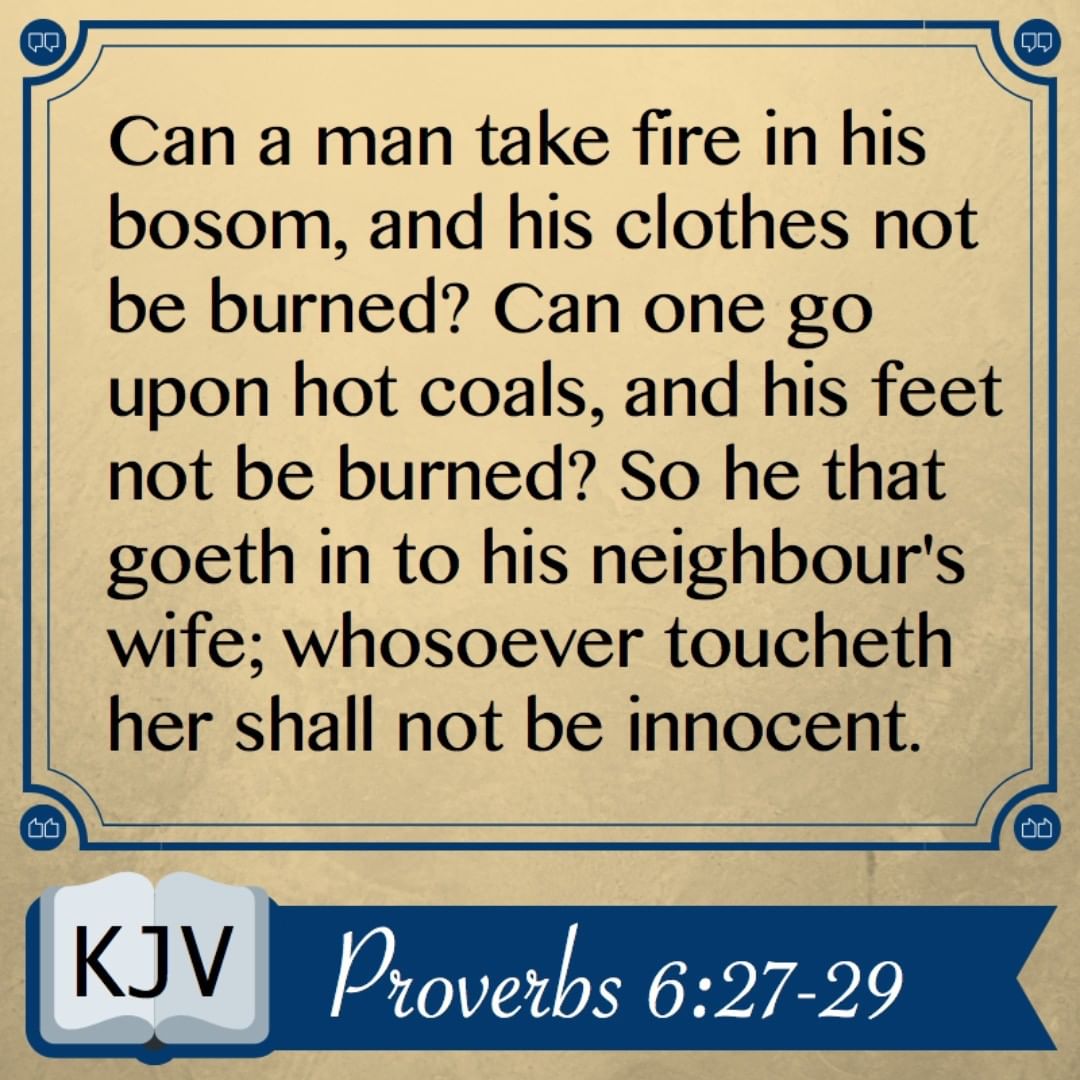 Can a man take fire in his
bosom, and his clothes not
be burned? Can one go
upon hot coals, and his feet
not be burned? So he that
goeth in to his neighbour's
wife; whosoever toucheth
her shall not be innocent.
KJV
Proverbs 6:27-29